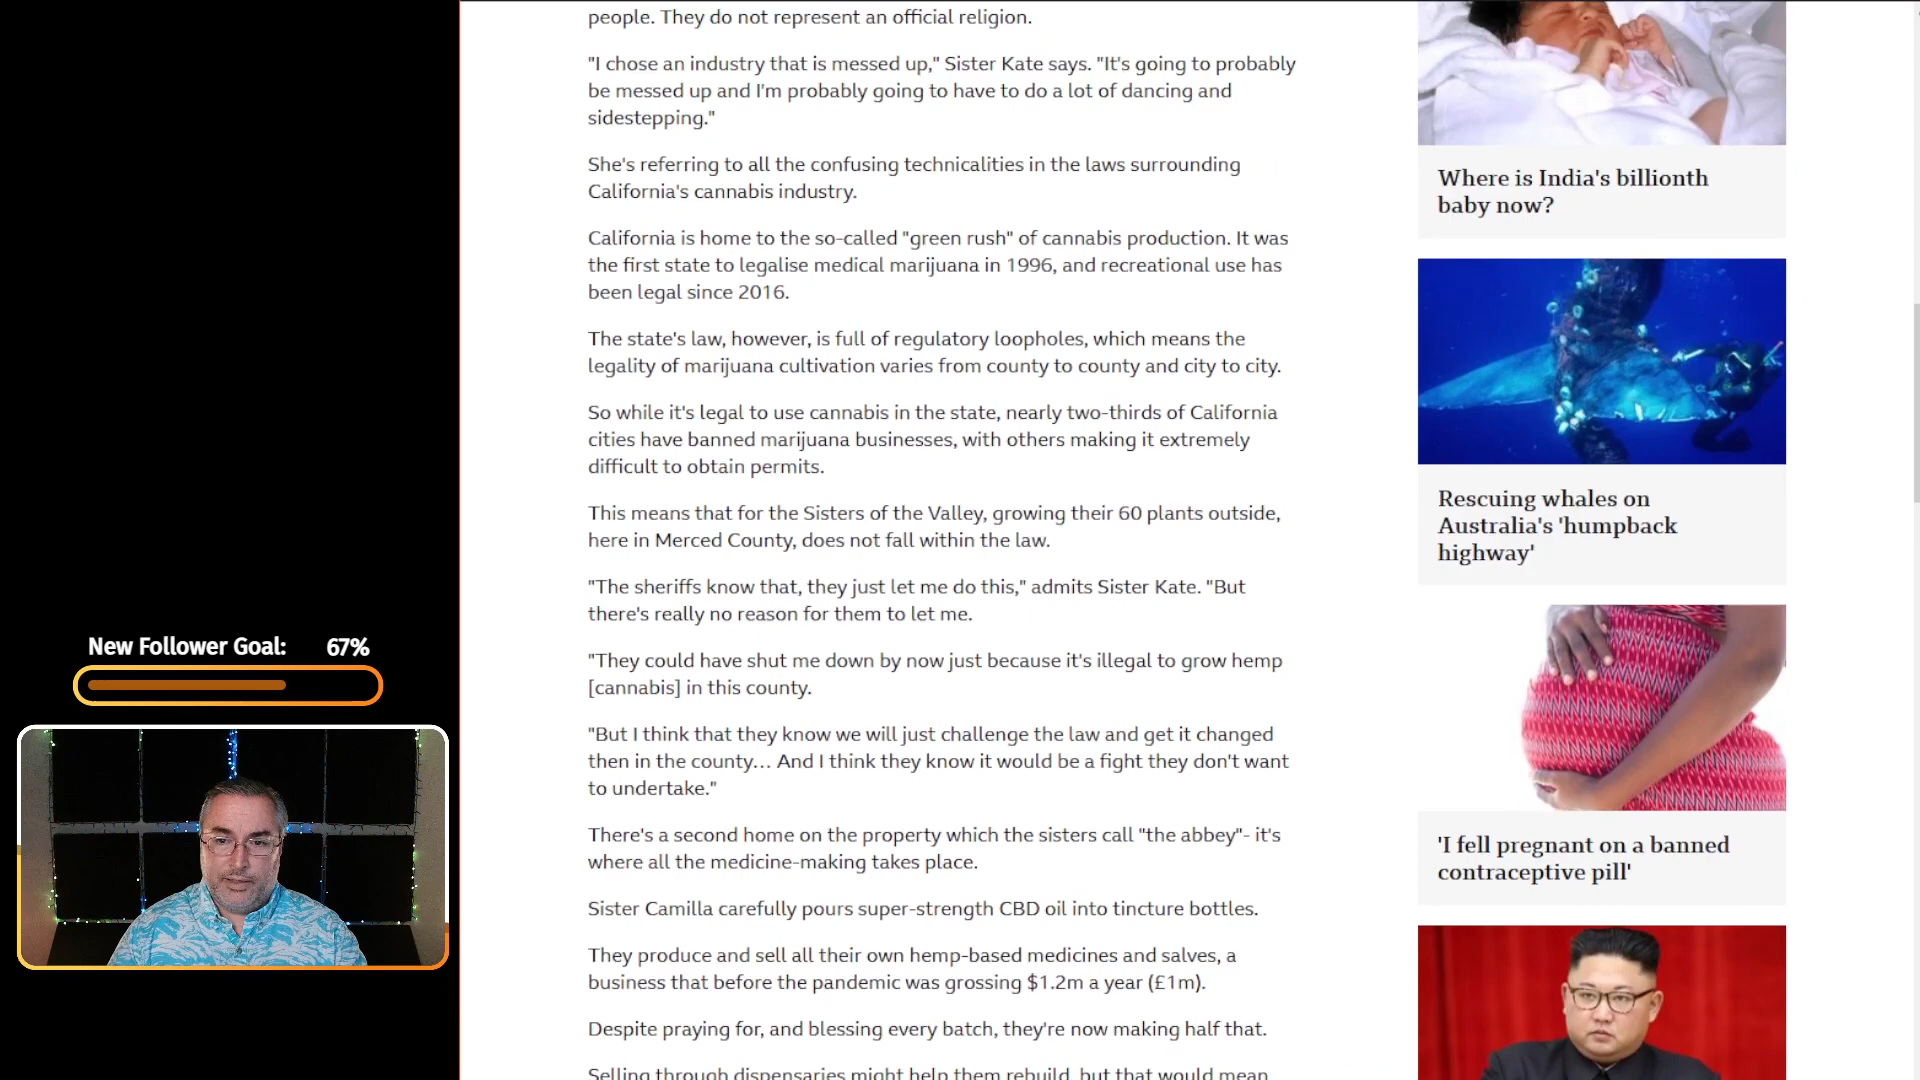 people. They do not represent an official religion.
"I chose an industry that is messed up," Sister Kate says. "It's going to probably
be messed up and I'm probably going to have to do a lot of dancing and
sidestepping."
She's referring to all the confusing technicalities in the laws surrounding
California's cannabis industry.
California is home to the so-called "green rush" of cannabis production. It was
the first state to legalise medical marijuana in 1996, and recreational use has
been legal since 2016.
The state's law, however, is full of regulatory loopholes, which means the
legality of marijuana cultivation varies from county to county and city to city.
So while it's legal to use cannabis in the state, nearly two-thirds of California
cities have banned marijuana businesses, with others making it extremely
difficult to obtain permits.
This means that for the Sisters of the Valley, growing their 60 plants outside,
here in Merced County, does not fall within the law.
"The sheriffs know that, they just let me do this," admits Sister Kate. "But
there's really no reason for them to let me.
"They could have shut me down by now just because it's illegal to grow hemp
[cannabis] in this county.
"But I think that they know we will just challenge the law and get it changed
then in the county... And I think they know it would be a fight they don't want
to undertake."
There's a second home on the property which the sisters call "the abbey"- it's
where all the medicine-making takes place.
Sister Camilla carefully pours super-strength CBD oil into tincture bottles.
They produce and sell all their own hemp-based medicines and salves, a
business that before the pandemic was grossing $1.2m a year (£1m).
Despite praying for, and blessing every batch, they're now making half that.
Selling through dispensaries might help them rebuild, but that would mean
Where is India's billionth
baby now?
Rescuing whales on
Australia's 'humpback
highway'
'I fell pregnant on a banned
contraceptive pill'
New Follower Goal: 67%